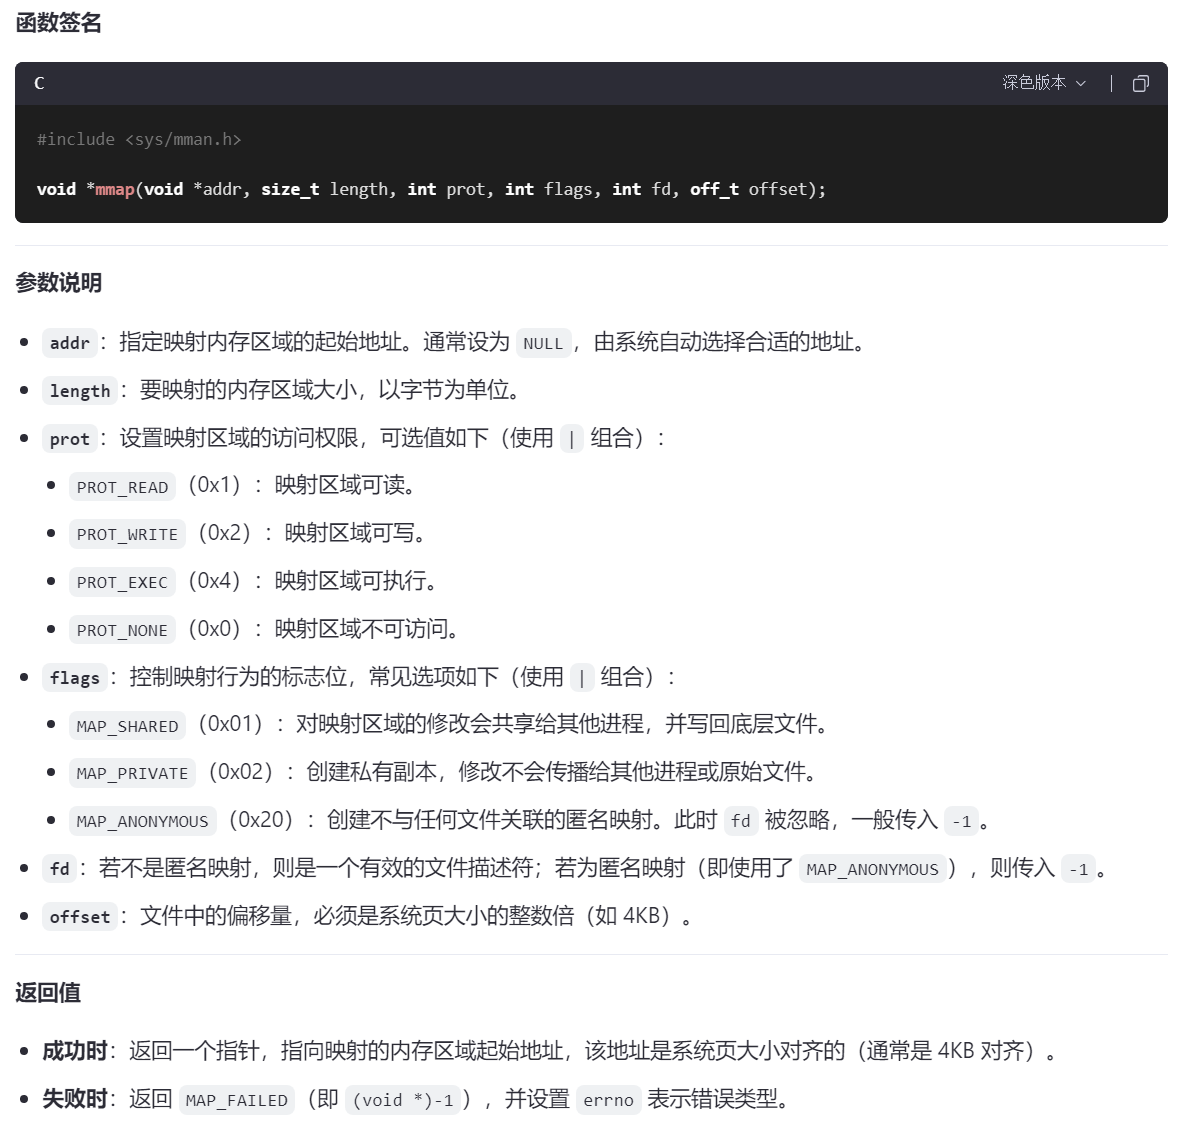 函数签名
C
深色版本
#include <sys/mman.h>
void *mmap(void *addr, size_t length, int prot, int flags, int fd, off_t offset);
参数说明
addr：指定映射内存区域的起始地址。通常设为 NULL，由系统自动选择合适的地址。
length：要映射的内存区域大小，以字节为单位。
prot：设置映射区域的访问权限，可选值如下（使用 | 组合）：
PROT_READ（0x1）：映射区域可读。
PROT_WRITE（0x2）：映射区域可写。
PROT_EXEC（0x4）：映射区域可执行。
PROT_NONE（0x0）：映射区域不可访问。
flags：控制映射行为的标志位，常见选项如下（使用 | 组合）：
MAP_SHARED（0x01）：对映射区域的修改会共享给其他进程，并写回底层文件。
MAP_PRIVATE（0x02）：创建私有副本，修改不会传播给其他进程或原始文件。
MAP_ANONYMOUS（0x20）：创建不与任何文件关联的匿名映射。此时 fd 被忽略，一般传入 -1。
fd：若不是匿名映射，则是一个有效的文件描述符；若为匿名映射（即使用了 MAP_ANONYMOUS），则传入 -1。
offset：文件中的偏移量，必须是系统页大小的整数倍（如 4KB）。
返回值
成功时：返回一个指针，指向映射的内存区域起始地址，该地址是系统页大小对齐的（通常是 4KB 对齐）。
失败时：返回 MAP_FAILED（即 (void *)-1），并设置 errno 表示错误类型。